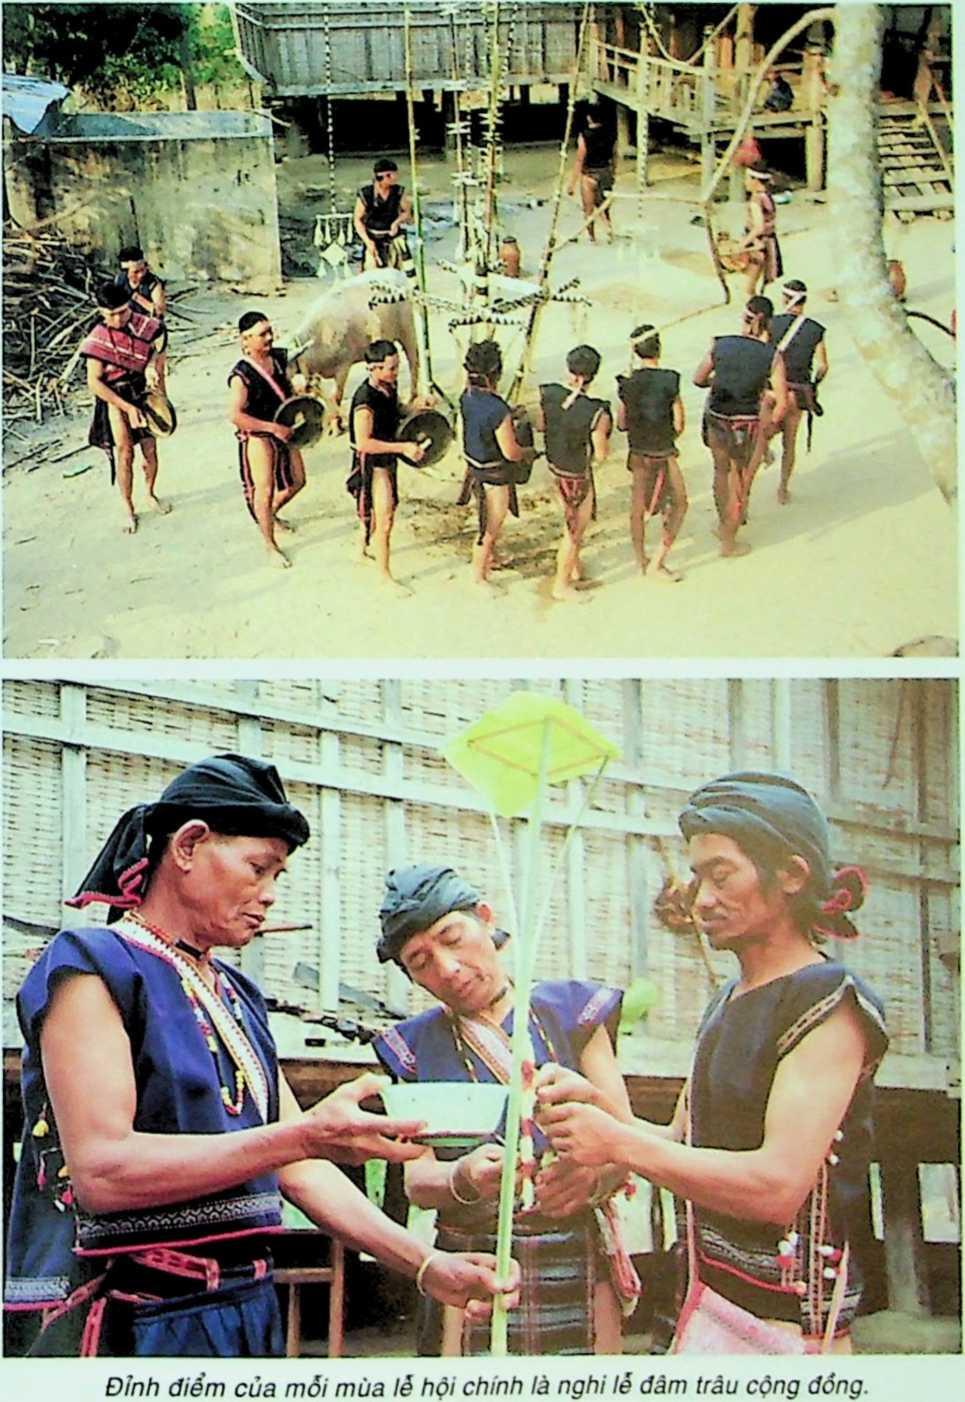 Đỉnh điểm của mỗi mùa lễ hội chính là nghi lễ đâm trâu cộng đồng.